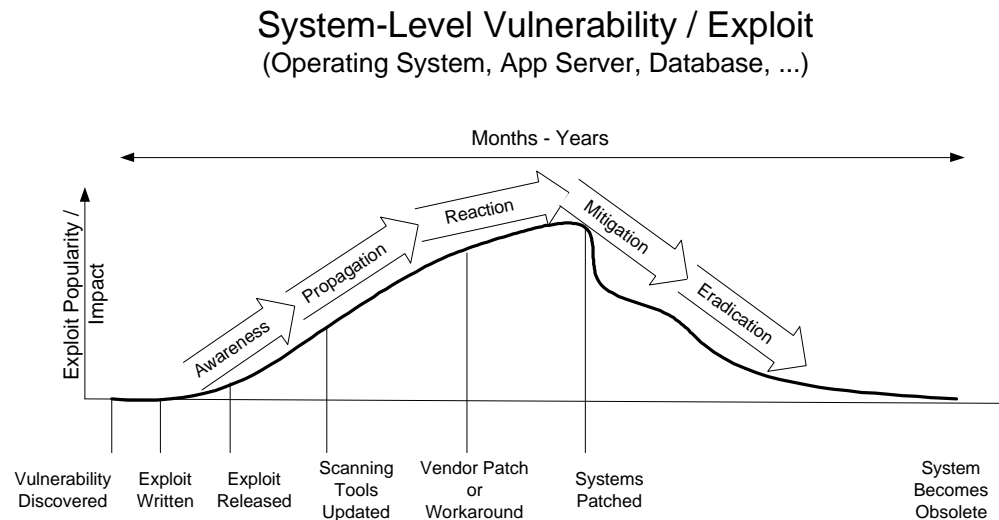 System-Level Vulnerability / Exploit
(Operating System, App Server, Database, ...)
Months - Years
Exploit Popularity /
Impact
Awareness
Propagation
Reaction
Mitigation
Eradication
Vulnerability
Discovered
Exploit
Written
Exploit
Released
Scanning
Tools
Updated
Vendor Patch
or
Workaround
Systems
Patched
System
Becomes
Obsolete